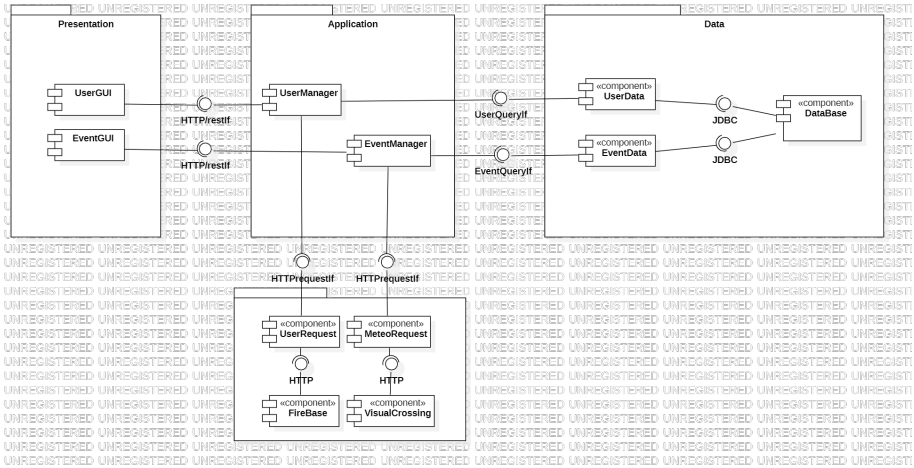 Presentation
Application
Data
UserGUI
UserManager
«component»
UserData
«component»
DataBase
HTTP/restIf
UserQueryIf
JDBC
EventGUI
EventManager
«component»
EventData
HTTP/restIf
EventQueryIf
JDBC
HTTPrequestIf
HTTPrequestIf
«component»
UserRequest
«component»
MeteoRequest
HTTP
HTTP
«component»
FireBase
«component»
VisualCrossing
UNREGISTERED